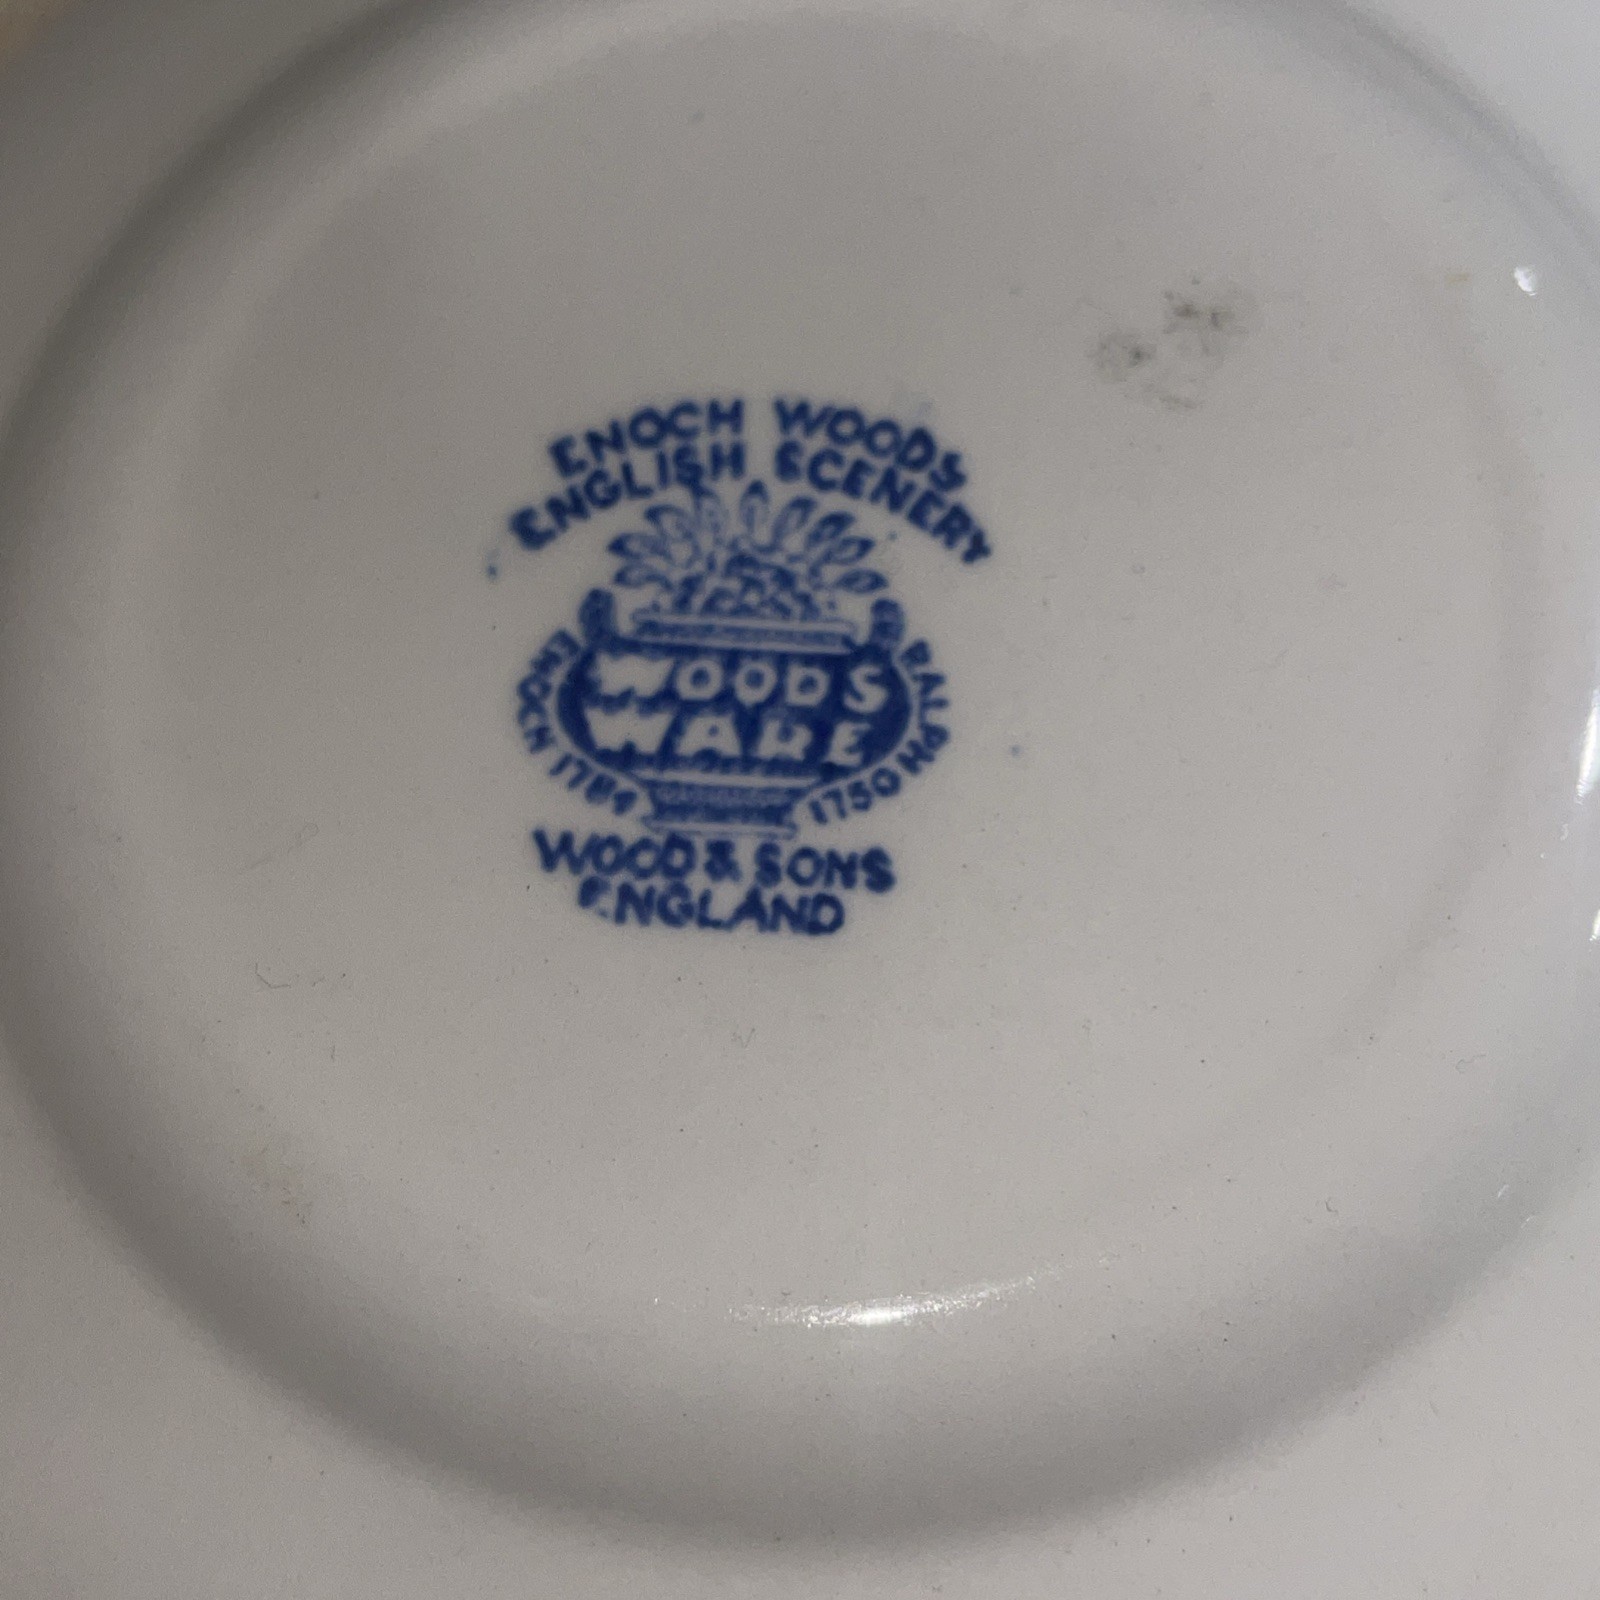 ENOCH WOODS
ENGLISH SCENERY
WOODS
WARE
ENOCH 1784
1750 RALPH
WOOD & SONS
ENGLAND